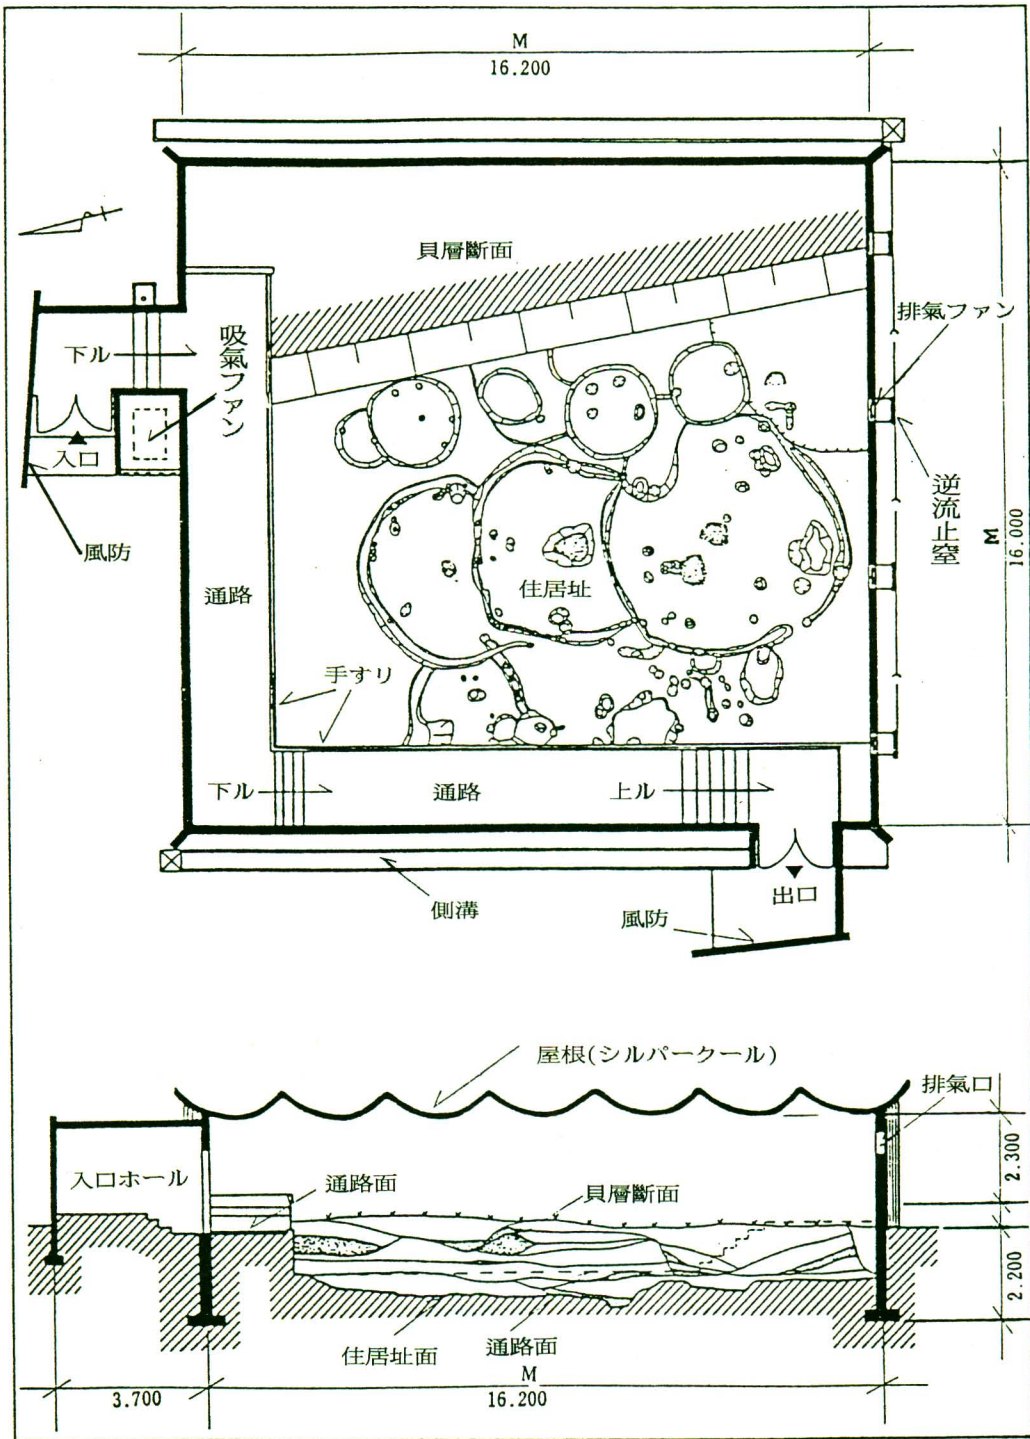 M
16.200
貝層斷面
排氣ファン
下ル
吸氣ファン
入口
風防
逆流止窒
M
16.000
通路
住居址
手すリ
下ル
通路
上ル
側溝
出口
風防
屋根(シルパークール)
排氣口
入口ホール
通路面
貝層斷面
2.300
2.200
住居址面
通路面
M
3.700
16.200